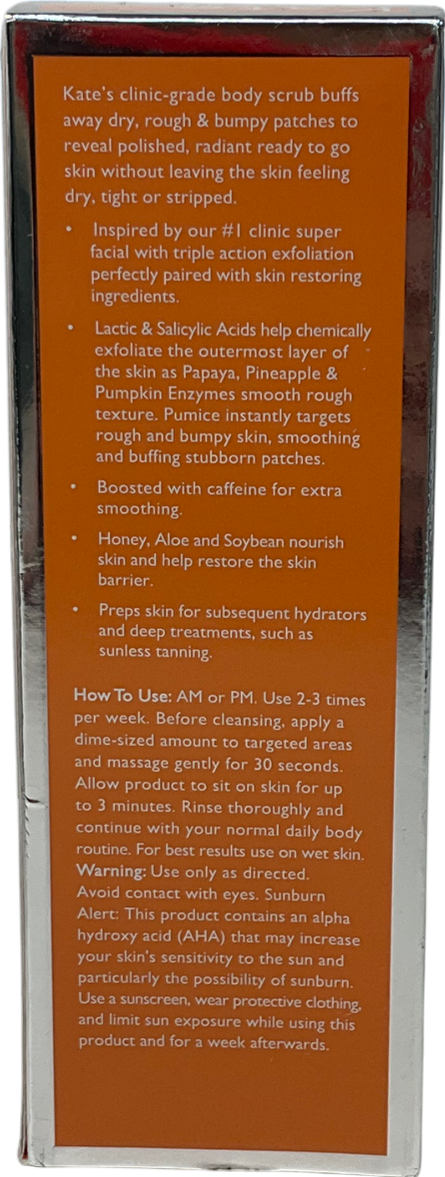 Kate's clinic-grade body scrub buffs
away dry, rough & bumpy patches to
reveal polished, radiant ready to go
skin without leaving the skin feeling
dry, tight or stripped.
• Inspired by our #1 clinic super
facial with triple action exfoliation
perfectly paired with skin restoring
ingredients.
• Lactic & Salicylic Acids help chemically
exfoliate the outermost layer of
the skin as Papaya, Pineapple &
Pumpkin Enzymes smooth rough
texture. Pumice instantly targets
rough and bumpy skin, smoothing
and buffing stubborn patches.
• Boosted with caffeine for extra
smoothing.
• Honey, Aloe and Soybean nourish
skin and help restore the skin
barrier.
• Preps skin for subsequent hydrators
and deep treatments, such as
sunless tanning.
How To Use: AM or PM. Use 2-3 times
per week. Before cleansing, apply a
dime-sized amount to targeted areas
and massage gently for 30 seconds.
Allow product to sit on skin for up
to 3 minutes. Rinse thoroughly and
continue with your normal daily body
routine. For best results use on wet skin.
Warning: Use only as directed.
Avoid contact with eyes. Sunburn
Alert: This product contains an alpha
hydroxy acid (AHA) that may increase
your skin's sensitivity to the sun and
particularly the possibility of sunburn.
Use a sunscreen, wear protective clothing,
and limit sun exposure while using this
product and for a week afterwards.